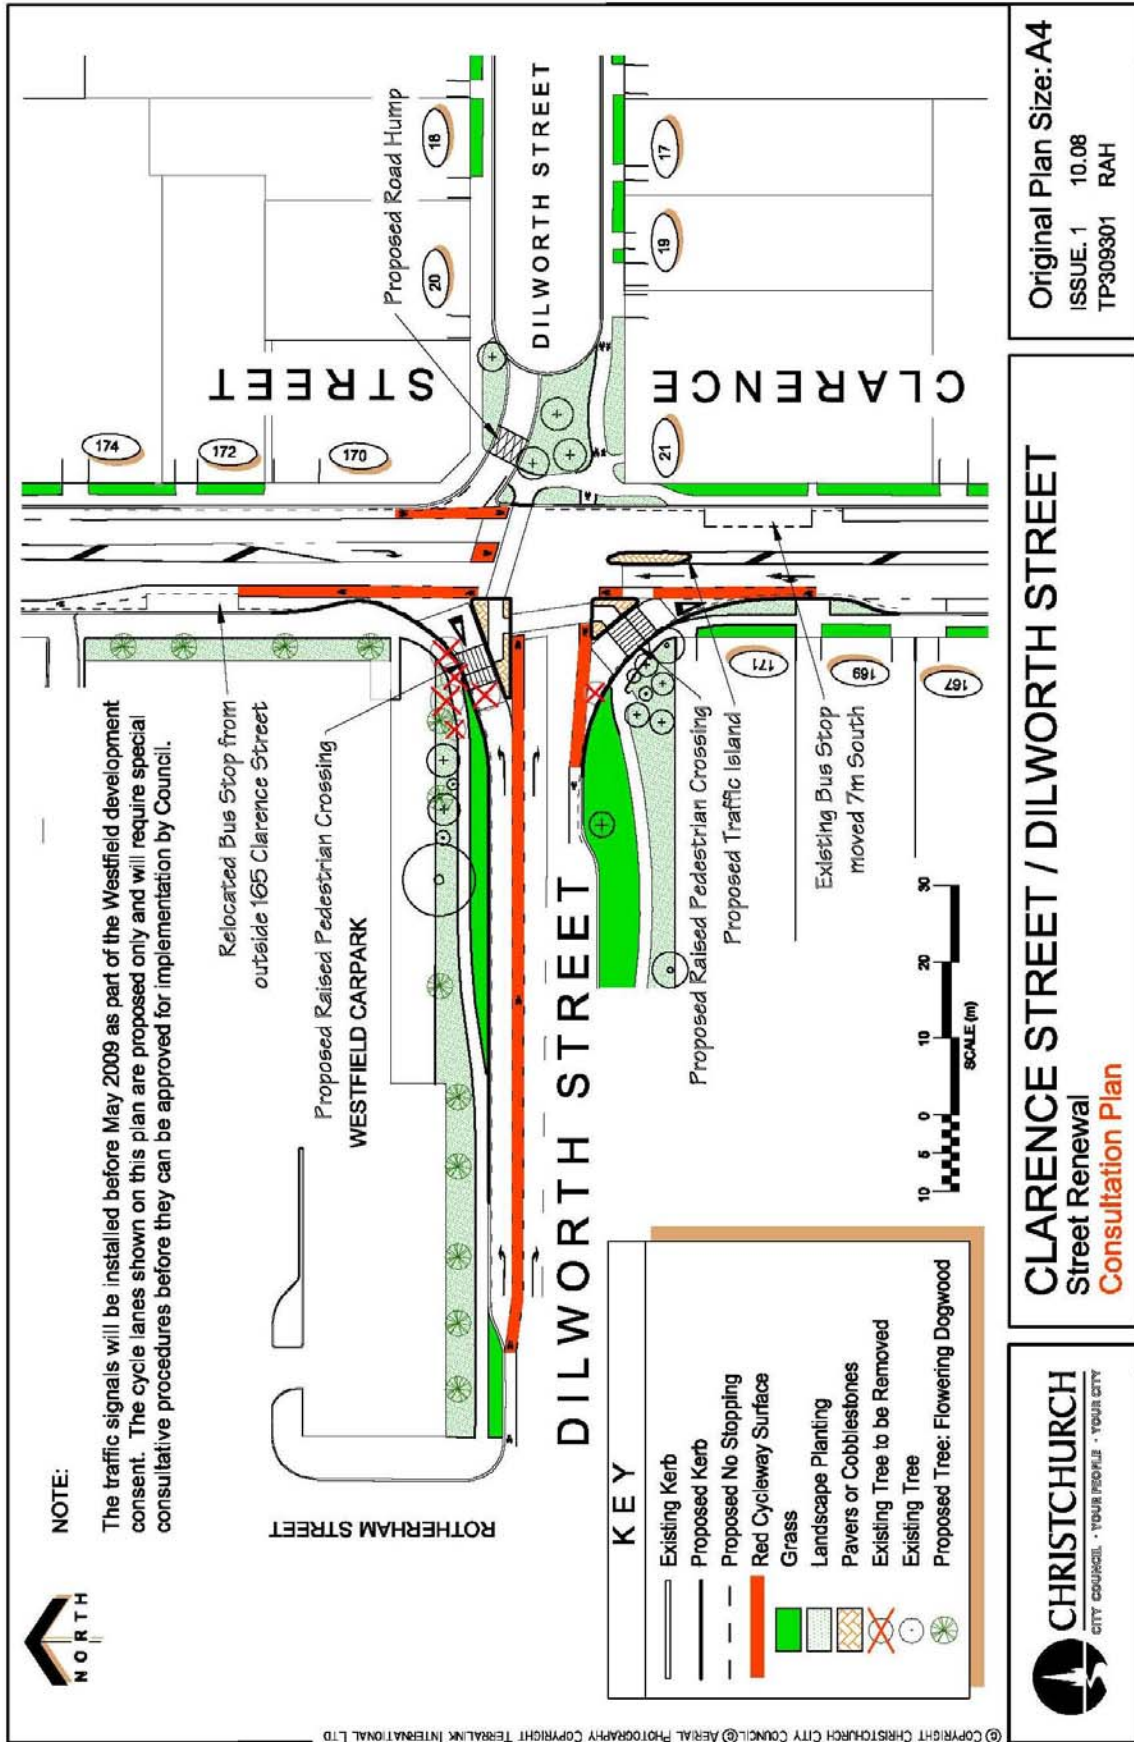 NORTH
NOTE:
The traffic signals will be installed before May 2009 as part of the Westfield development
consent. The cycle lanes shown on this plan are proposed only and will require special
consultative procedures before they can be approved for implementation by Council.
174
172
170
STREET
20
18
Proposed Road Hump
Relocated Bus Stop from
outside 165 Clarence Street
Proposed Raised Pedestrian Crossing
WESTFIELD CARPARK
ROTHERHAM STREET
DILWORTH STREET
DILWORTH STREET
CLARENCE
21
19
17
171
169
167
Proposed Raised Pedestrian Crossing
Proposed Traffic Island
Existing Bus Stop
moved 7m South
10 5 0 10 20 30
SCALE (m)
KEY
Existing Kerb
Proposed Kerb
Proposed No Stopping
Red Cycleway Surface
Grass
Landscape Planting
Pavers or Cobblestones
Existing Tree to be Removed
Existing Tree
Proposed Tree: Flowering Dogwood
© COPYRIGHT CHRISTCHURCH CITY COUNCIL © AERIAL PHOTOGRAPHY COPYRIGHT TERRALINK INTERNATIONAL LTD
CHRISTCHURCH
CITY COUNCIL · YOUR PEOPLE · YOUR CITY
CLARENCE STREET / DILWORTH STREET
Street Renewal
Consultation Plan
Original Plan Size: A4
ISSUE. 1 10.08
TP309301 RAH